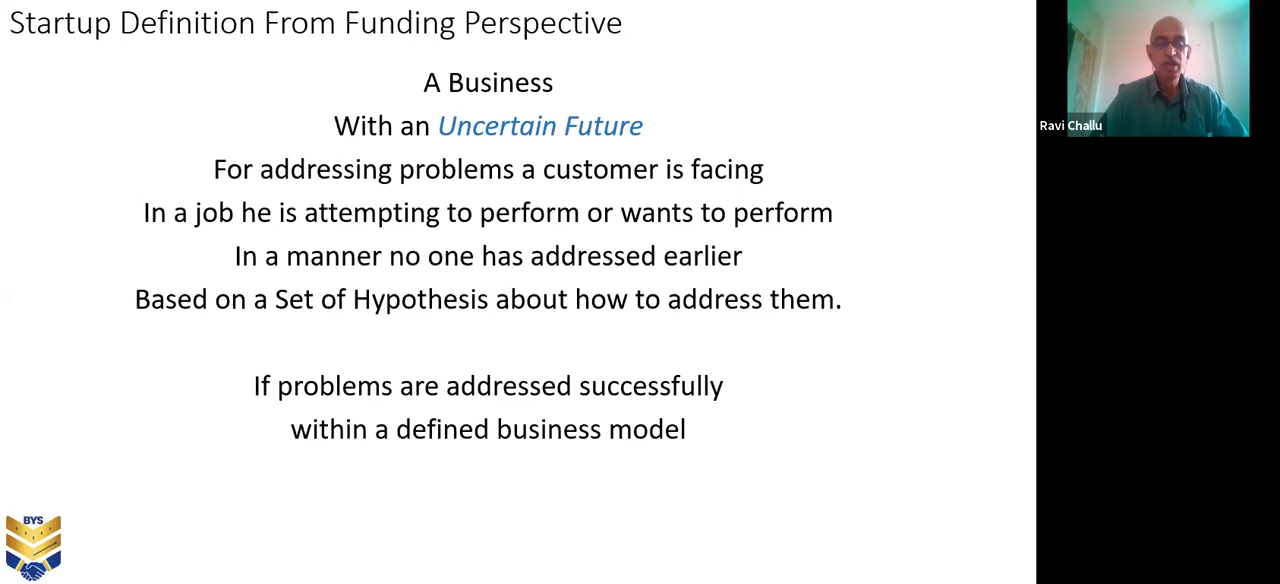 Startup Definition From Funding Perspective
A Business
With an Uncertain Future
For addressing problems a customer is facing
In a job he is attempting to perform or wants to perform
In a manner no one has addressed earlier
Based on a Set of Hypothesis about how to address them.
If problems are addressed successfully
within a defined business model
BYS
Ravi Challu